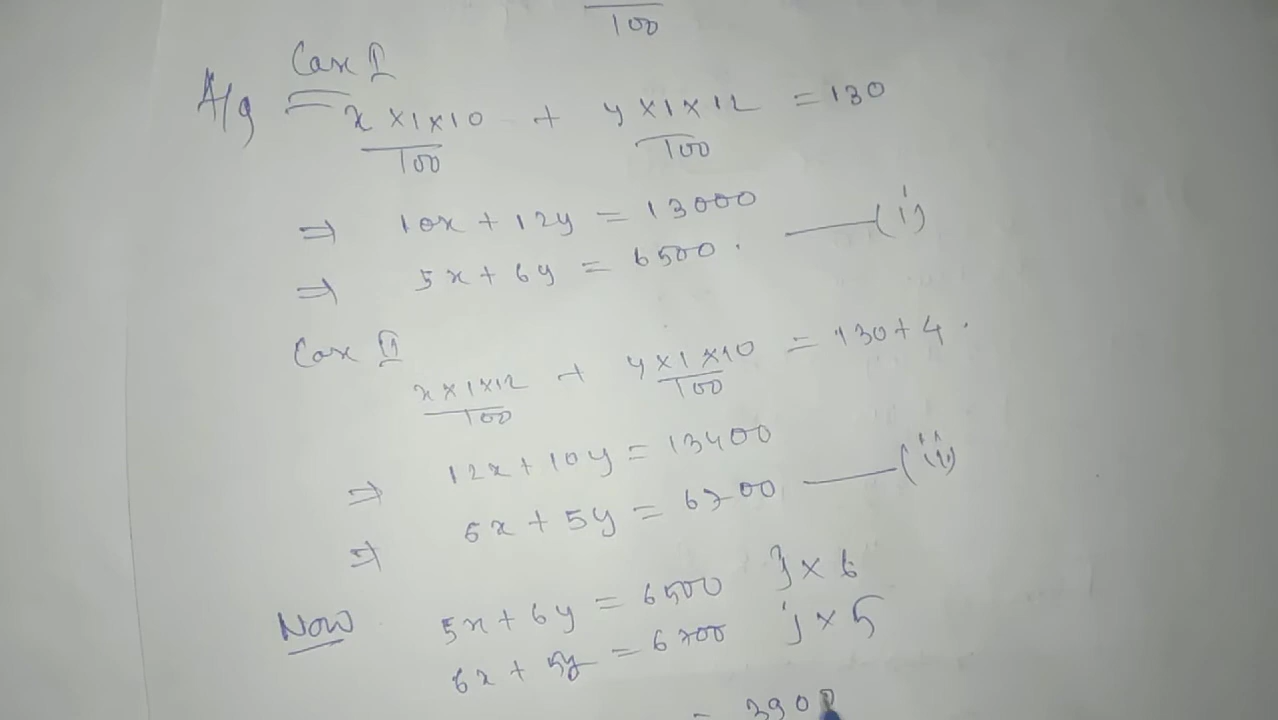 100
Case I
A/q x×1×10/100 + y×1×12/100 = 130
⇒ 10x + 12y = 13000
⇒ 5x + 6y = 6500. —(i)
Case II
x×1×12/100 + y×1×10/100 = 130+4.
⇒ 12x + 10y = 13400
⇒ 6x + 5y = 6700 —(ii)
Now 5x + 6y = 6500 } × 6
6x + 5y = 6700 } × 5
= 3900